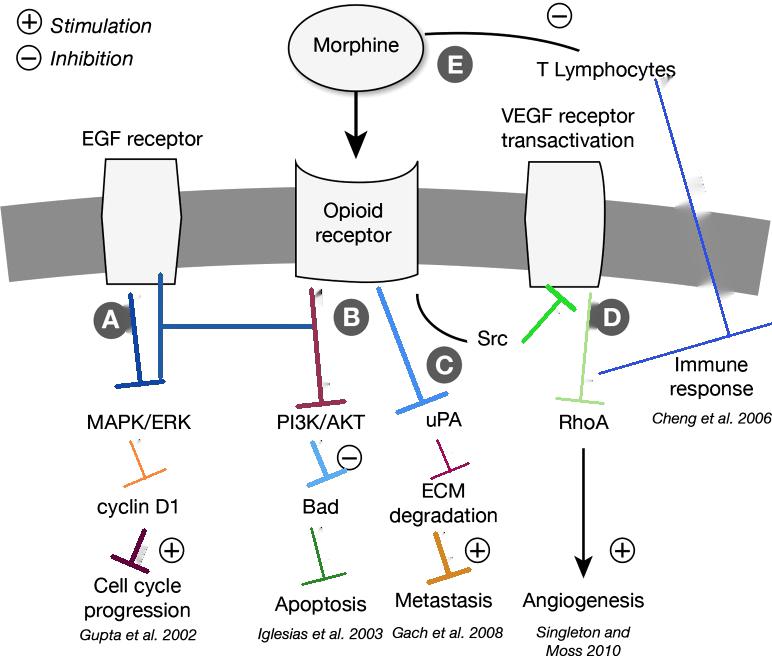 + Stimulation
− Inhibition
Morphine
−
E
T Lymphocytes
EGF receptor
VEGF receptor
transactivation
Opioid
receptor
A
B
C
D
Src
MAPK/ERK
PI3K/AKT
uPA
RhoA
Immune
response
Cheng et al. 2006
−
cyclin D1
Bad
ECM
degradation
+
+
+
Cell cycle
progression
Apoptosis
Metastasis
Angiogenesis
Gupta et al. 2002
Iglesias et al. 2003
Gach et al. 2008
Singleton and
Moss 2010